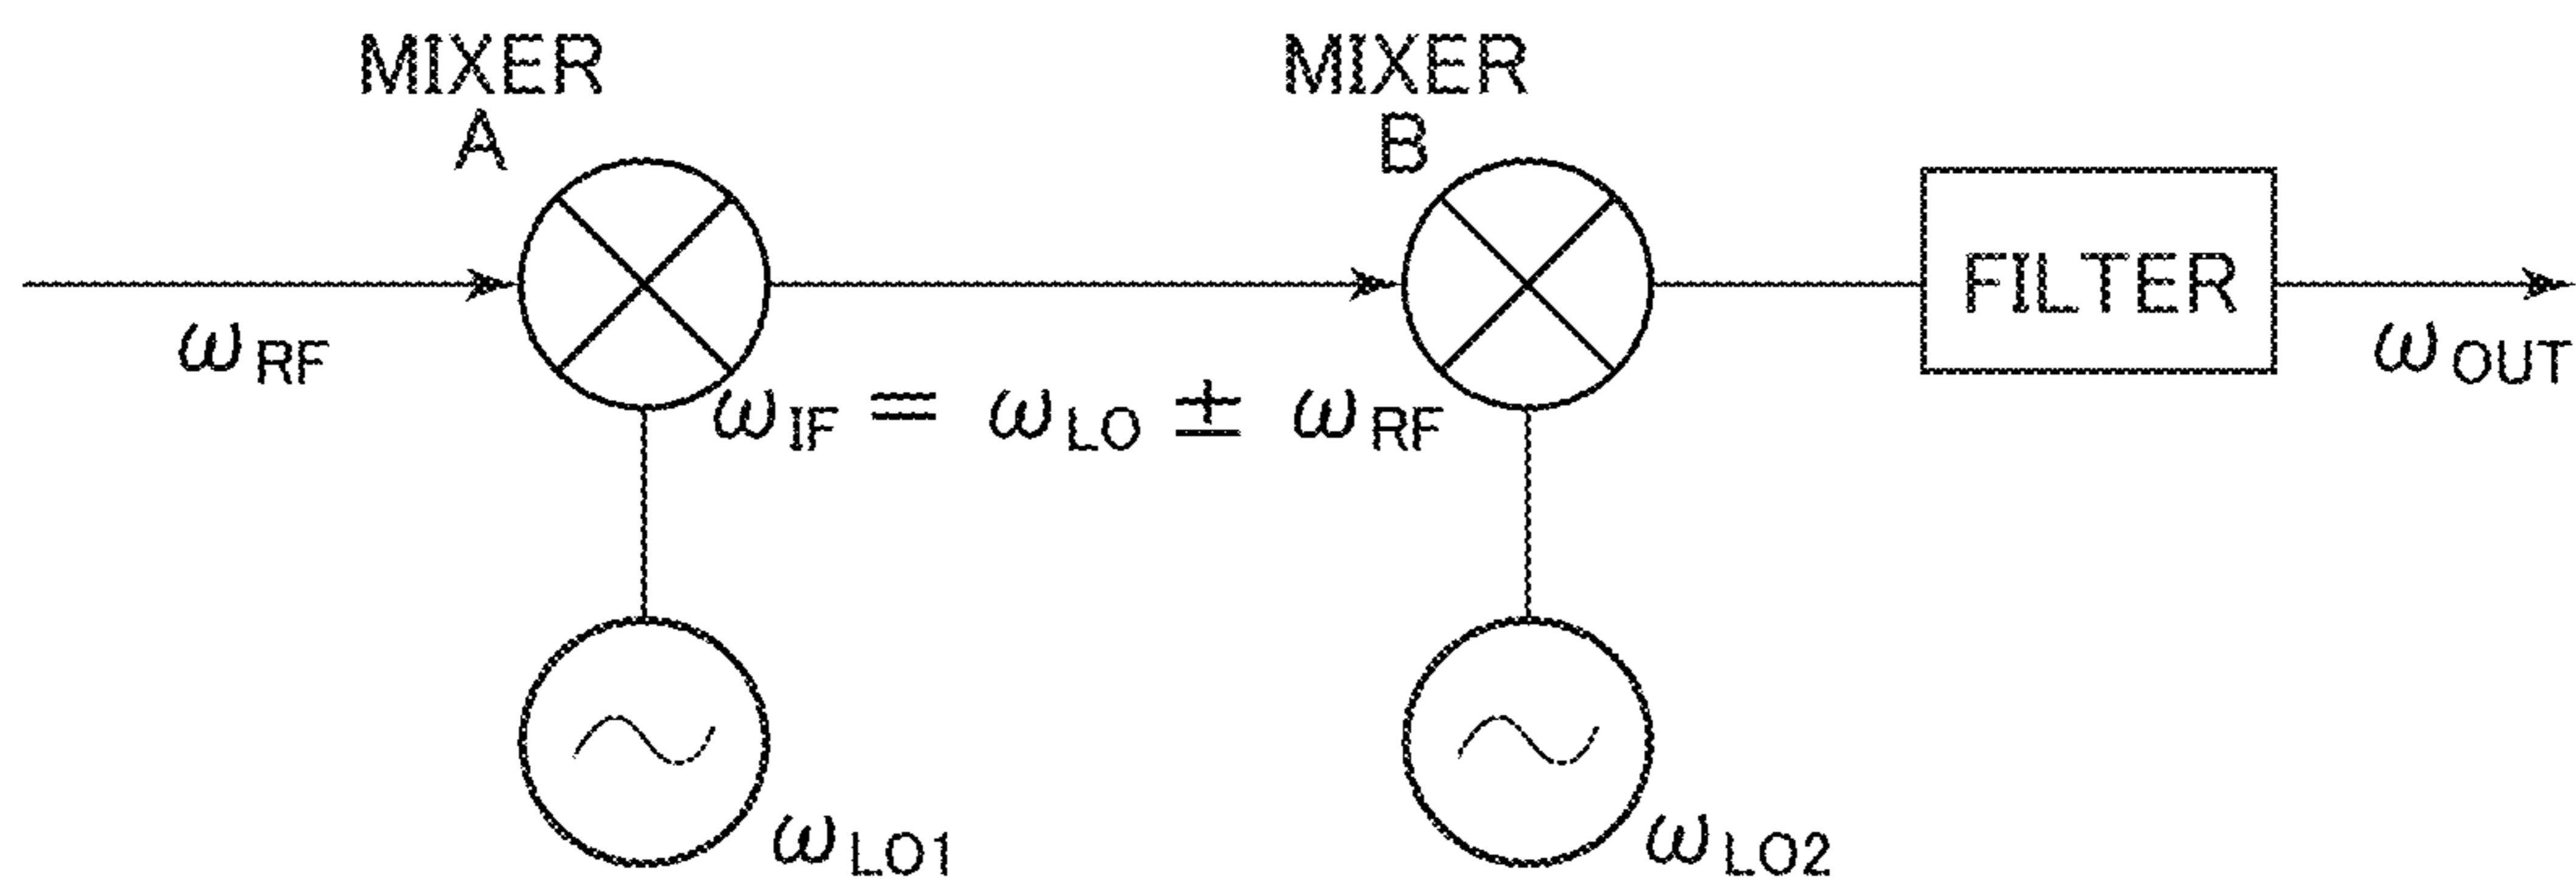 MIXER
A
MIXER
B
FILTER
ωRF
ωIF = ωLO ± ωRF
ωOUT
ωLO1
ωLO2